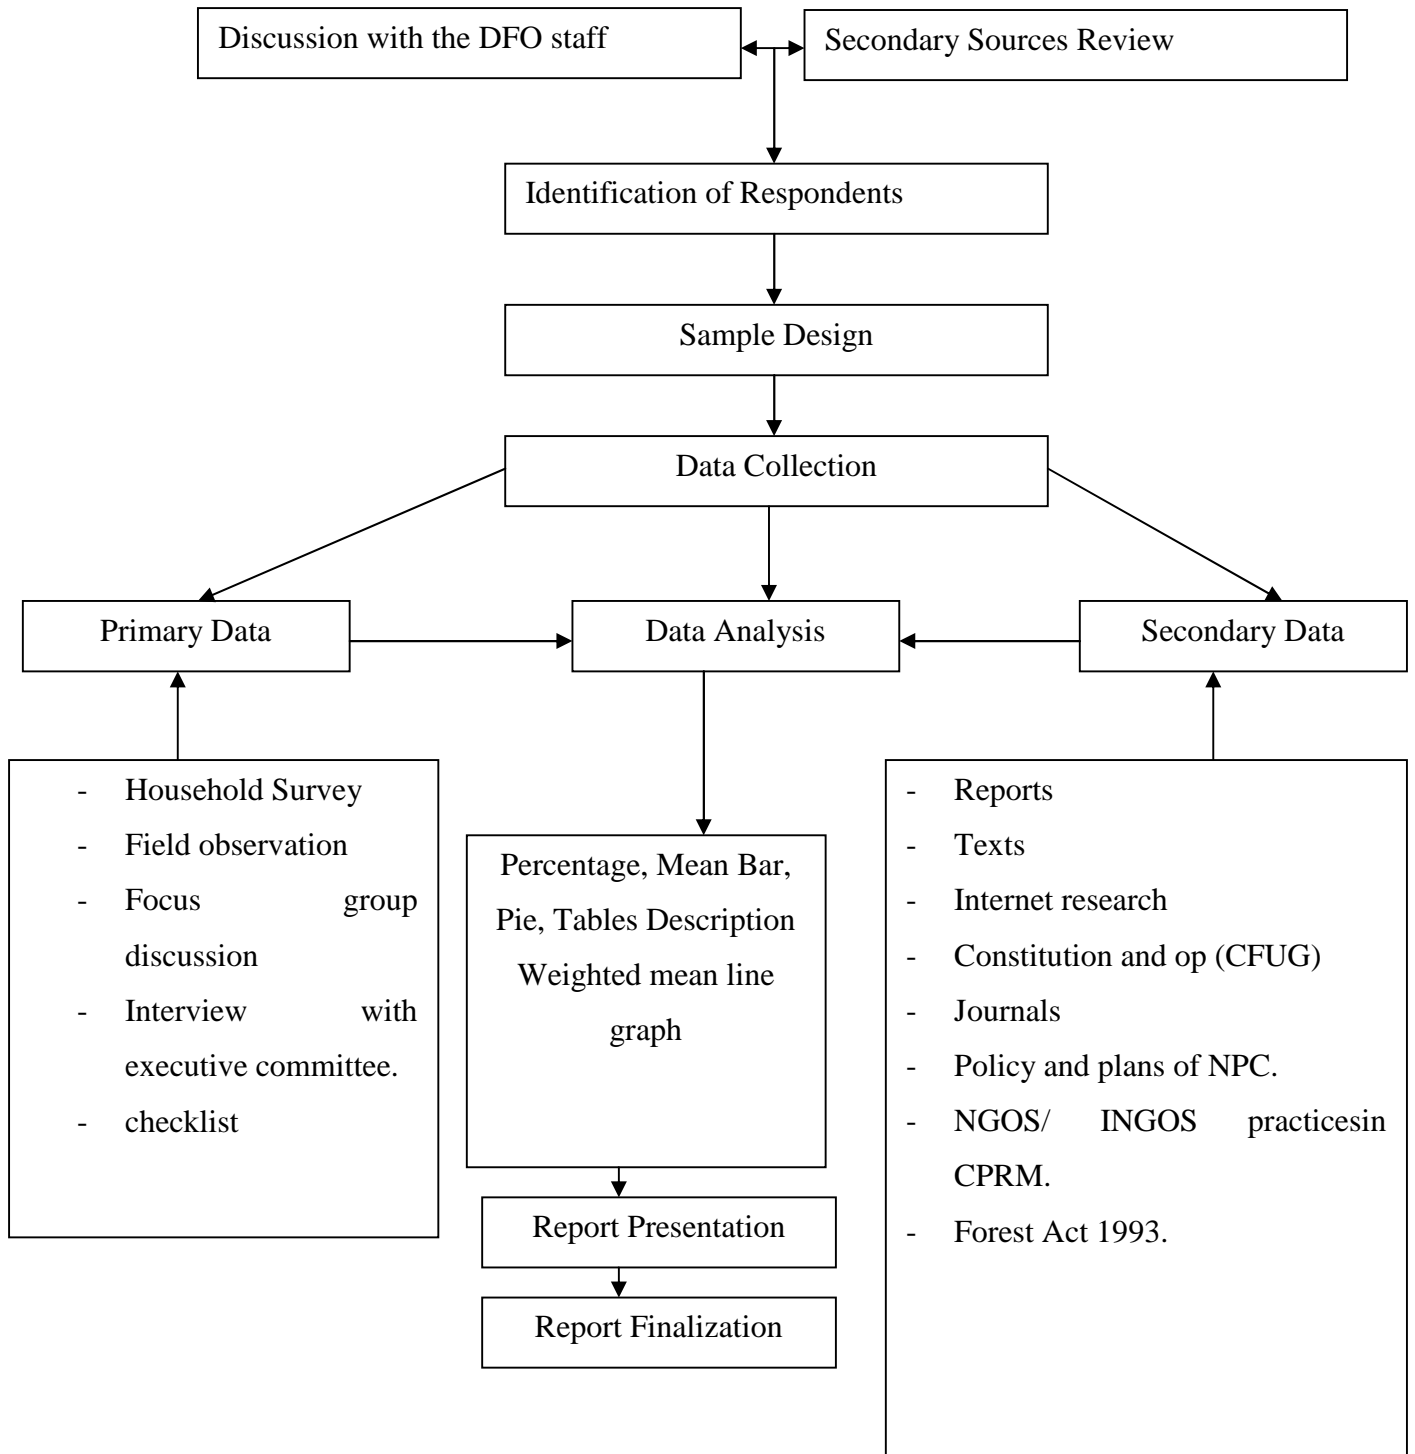 Discussion with the DFO staff
Secondary Sources Review
Identification of Respondents
Sample Design
Data Collection
Primary Data
Data Analysis
Secondary Data
- Household Survey
- Field observation
- Focus group
discussion
- Interview with
executive committee.
- checklist
Percentage, Mean Bar,
Pie, Tables Description
Weighted mean line
graph
- Reports
- Texts
- Internet research
- Constitution and op (CFUG)
- Journals
- Policy and plans of NPC.
- NGOS/ INGOS practicesin
CPRM.
- Forest Act 1993.
Report Presentation
Report Finalization